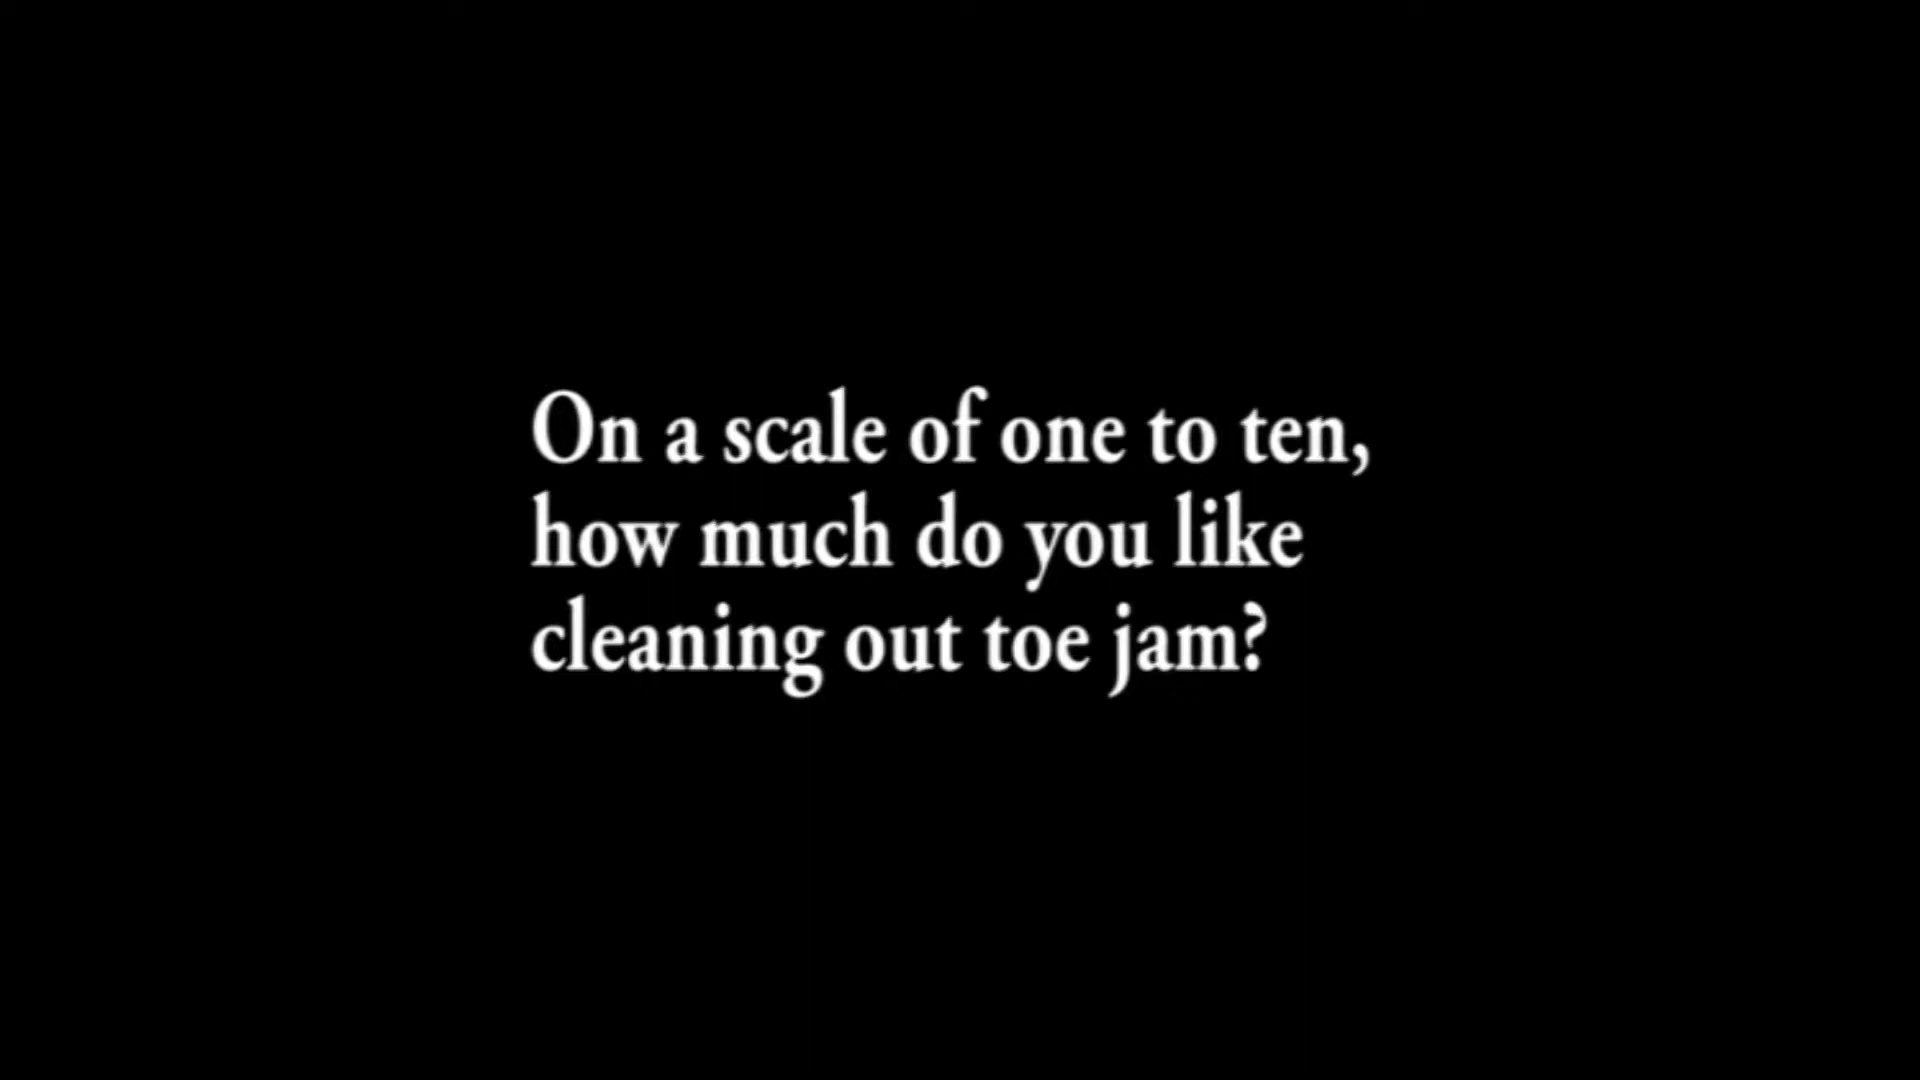 On a scale of one to ten,
how much do you like
cleaning out toe jam?